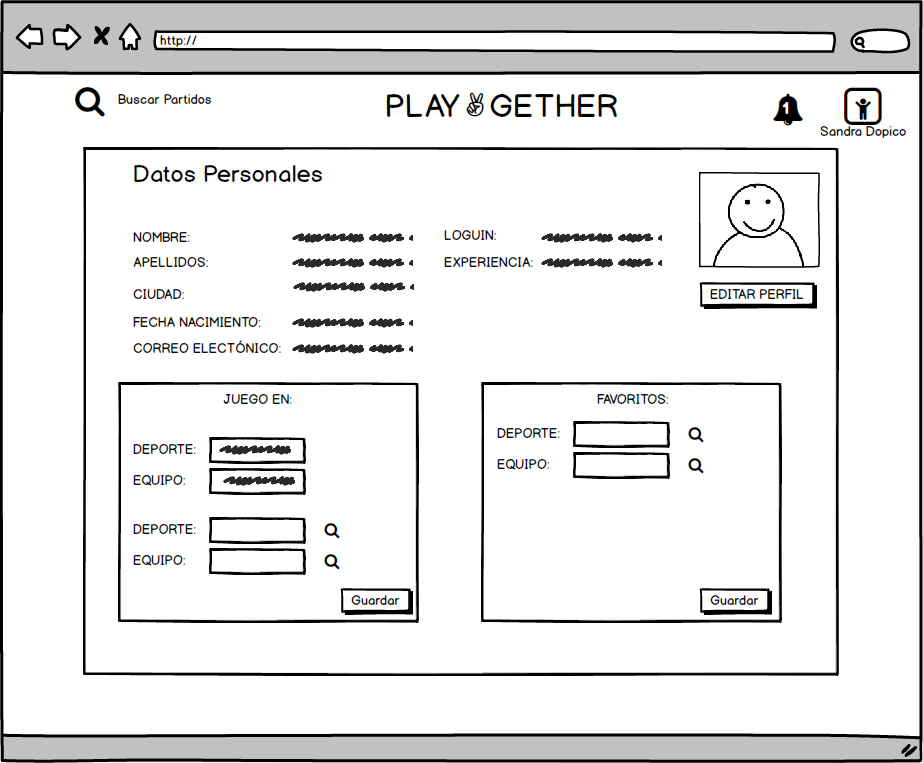 http://
Buscar Partidos
PLAY GETHER
1
Sandra Dopico
Datos Personales
NOMBRE:
APELLIDOS:
CIUDAD:
FECHA NACIMIENTO:
CORREO ELECTÓNICO:
LOGUIN:
EXPERIENCIA:
EDITAR PERFIL
JUEGO EN:
DEPORTE:
EQUIPO:
DEPORTE:
EQUIPO:
Guardar
FAVORITOS:
DEPORTE:
EQUIPO:
Guardar